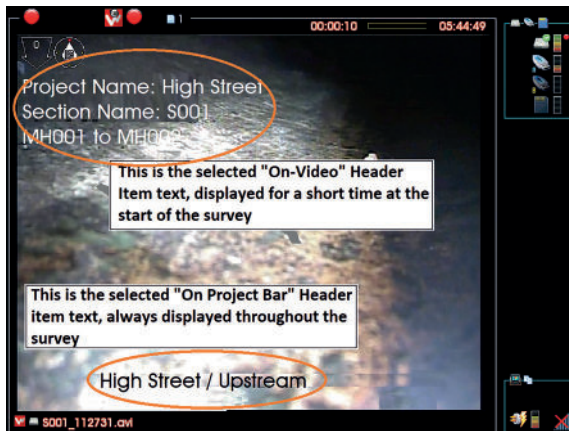 1
00:00:10
05:44:49
Project Name: High Street
Section Name: S001
MH001 to MH002
This is the selected "On-Video" Header
Item text, displayed for a short time at the
start of the survey
This is the selected "On Project Bar" Header
item text, always displayed throughout the
survey
High Street / Upstream
S001_112731.avi